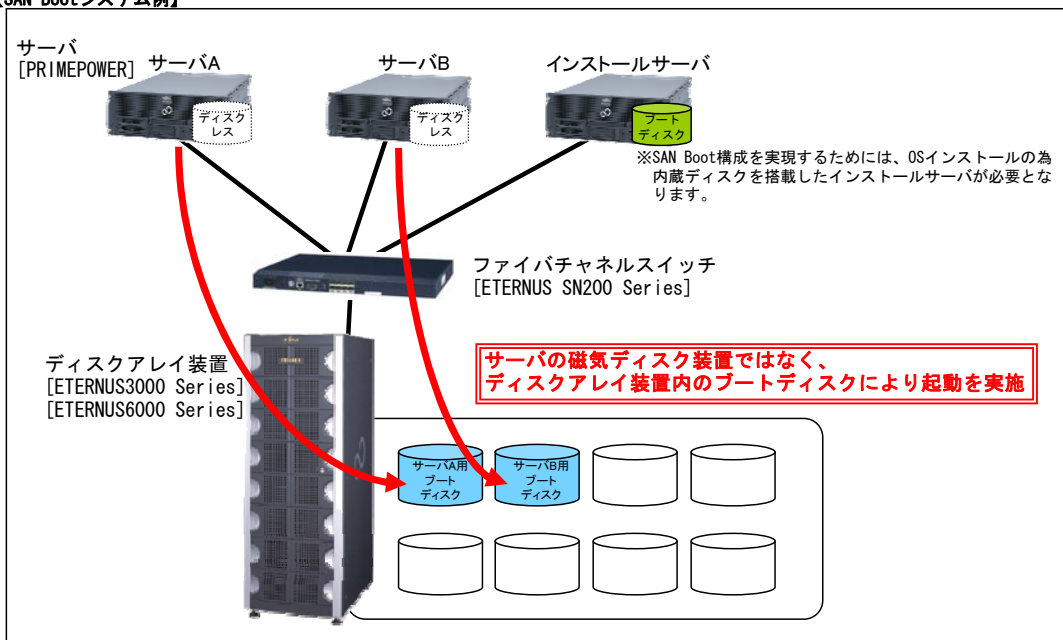 【SAN Bootシステム例】
サーバ
[PRIMEPOWER]
サーバA
サーバB
インストールサーバ
ディスク
レス
ディスク
レス
ブート
ディスク
※SAN Boot構成を実現するためには、OSインストールの為
内蔵ディスクを搭載したインストールサーバが必要とな
ります。
ファイバチャネルスイッチ
[ETERNUS SN200 Series]
ディスクアレイ装置
[ETERNUS3000 Series]
[ETERNUS6000 Series]
サーバの磁気ディスク装置ではなく、
ディスクアレイ装置内のブートディスクにより起動を実施
サーバA用
ブート
ディスク
サーバB用
ブート
ディスク